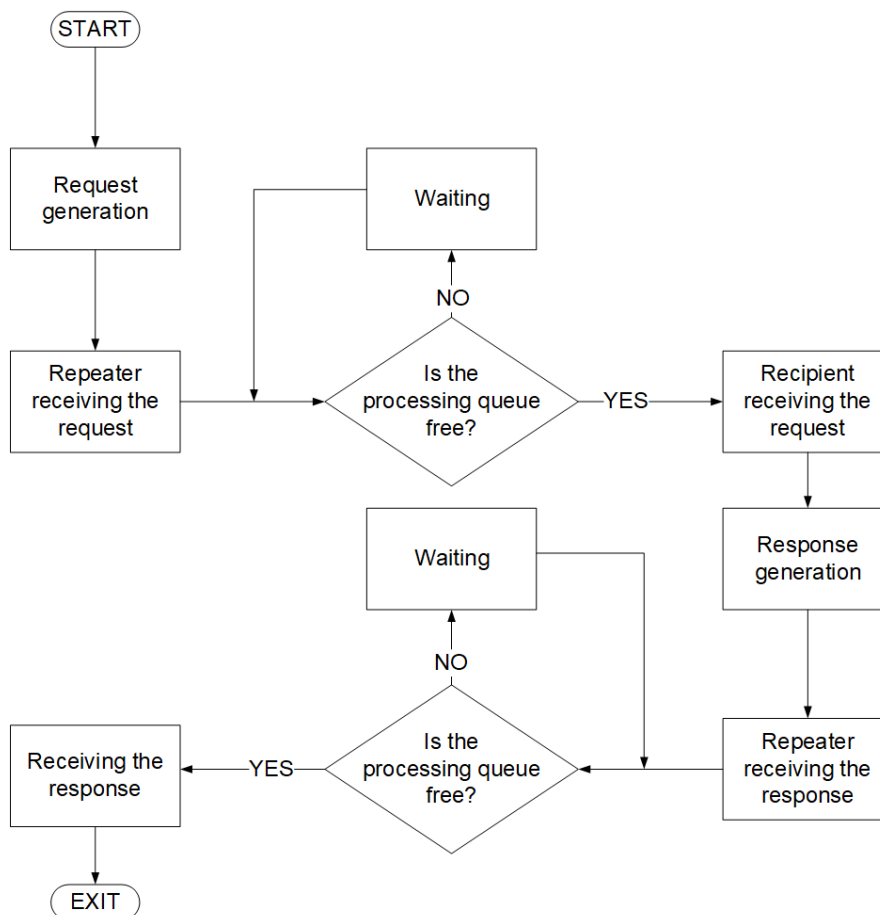 START
Request
generation
Waiting
NO
Repeater
receiving the
request
Is the
processing queue
free?
YES
Recipient
receiving the
request
Waiting
Response
generation
NO
Receiving the
response
YES
Is the
processing queue
free?
Repeater
receiving the
response
EXIT